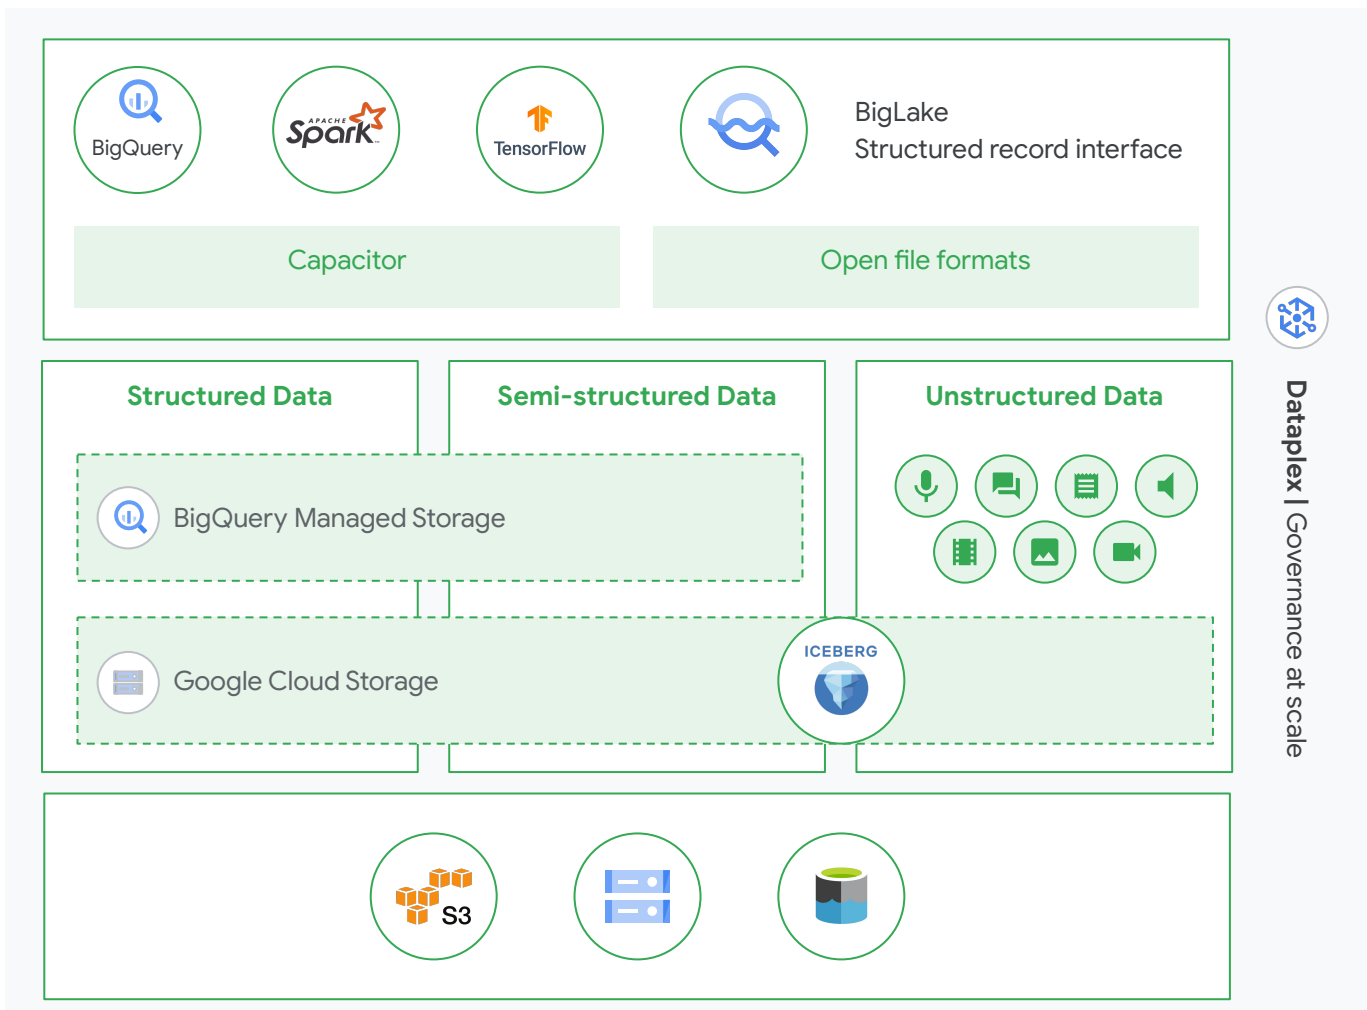 BigQuery
APACHE
Spark
TensorFlow
BigLake
Structured record interface
Capacitor
Open file formats
Structured Data
Semi-structured Data
Unstructured Data
BigQuery Managed Storage
Google Cloud Storage
ICEBERG
S3
Dataplex | Governance at scale